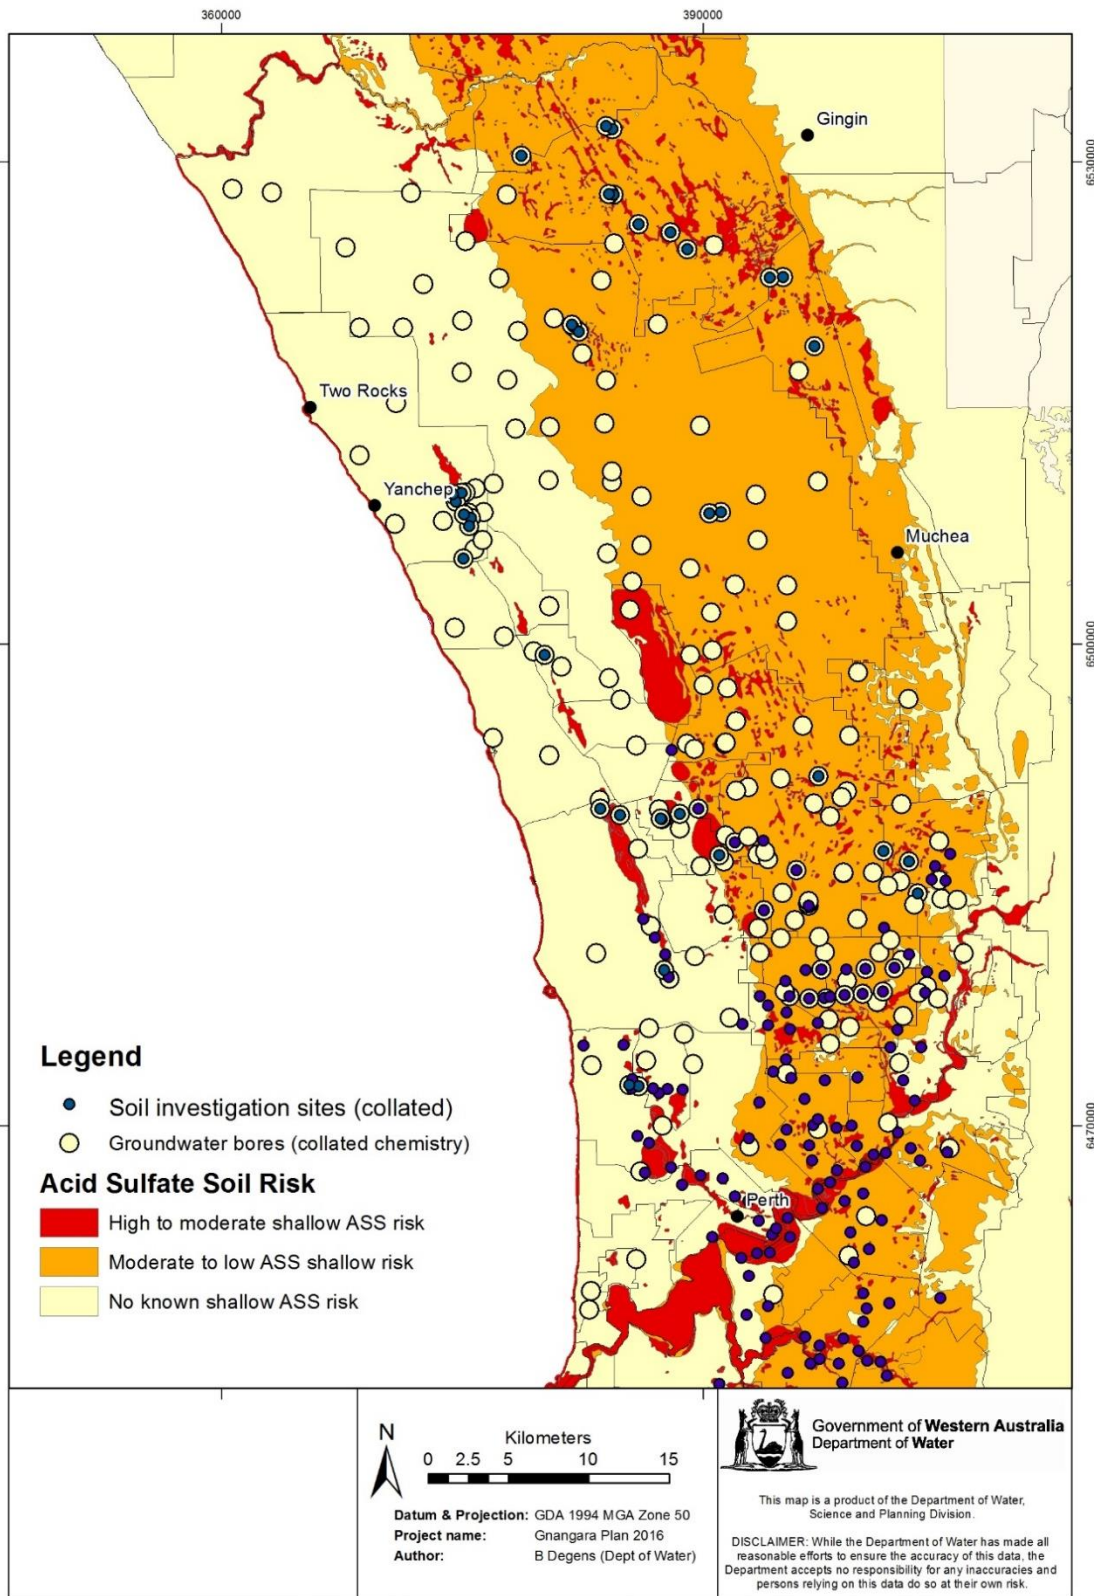 360000
390000
Gingin
6530000
Two Rocks
Yanchep
Muchea
6500000
Legend
Soil investigation sites (collated)
Groundwater bores (collated chemistry)
6470000
Acid Sulfate Soil Risk
Perth
High to moderate shallow ASS risk
Moderate to low ASS shallow risk
No known shallow ASS risk
N
Kilometers
0 2.5 5 10 15
Datum & Projection: GDA 1994 MGA Zone 50
Project name: Gnangara Plan 2016
Author: B Degens (Dept of Water)
Government of Western Australia
Department of Water
This map is a product of the Department of Water,
Science and Planning Division.
DISCLAIMER: While the Department of Water has made all
reasonable efforts to ensure the accuracy of this data, the
Department accepts no responsibility for any inaccuracies and
persons relying on this data do so at their own risk.